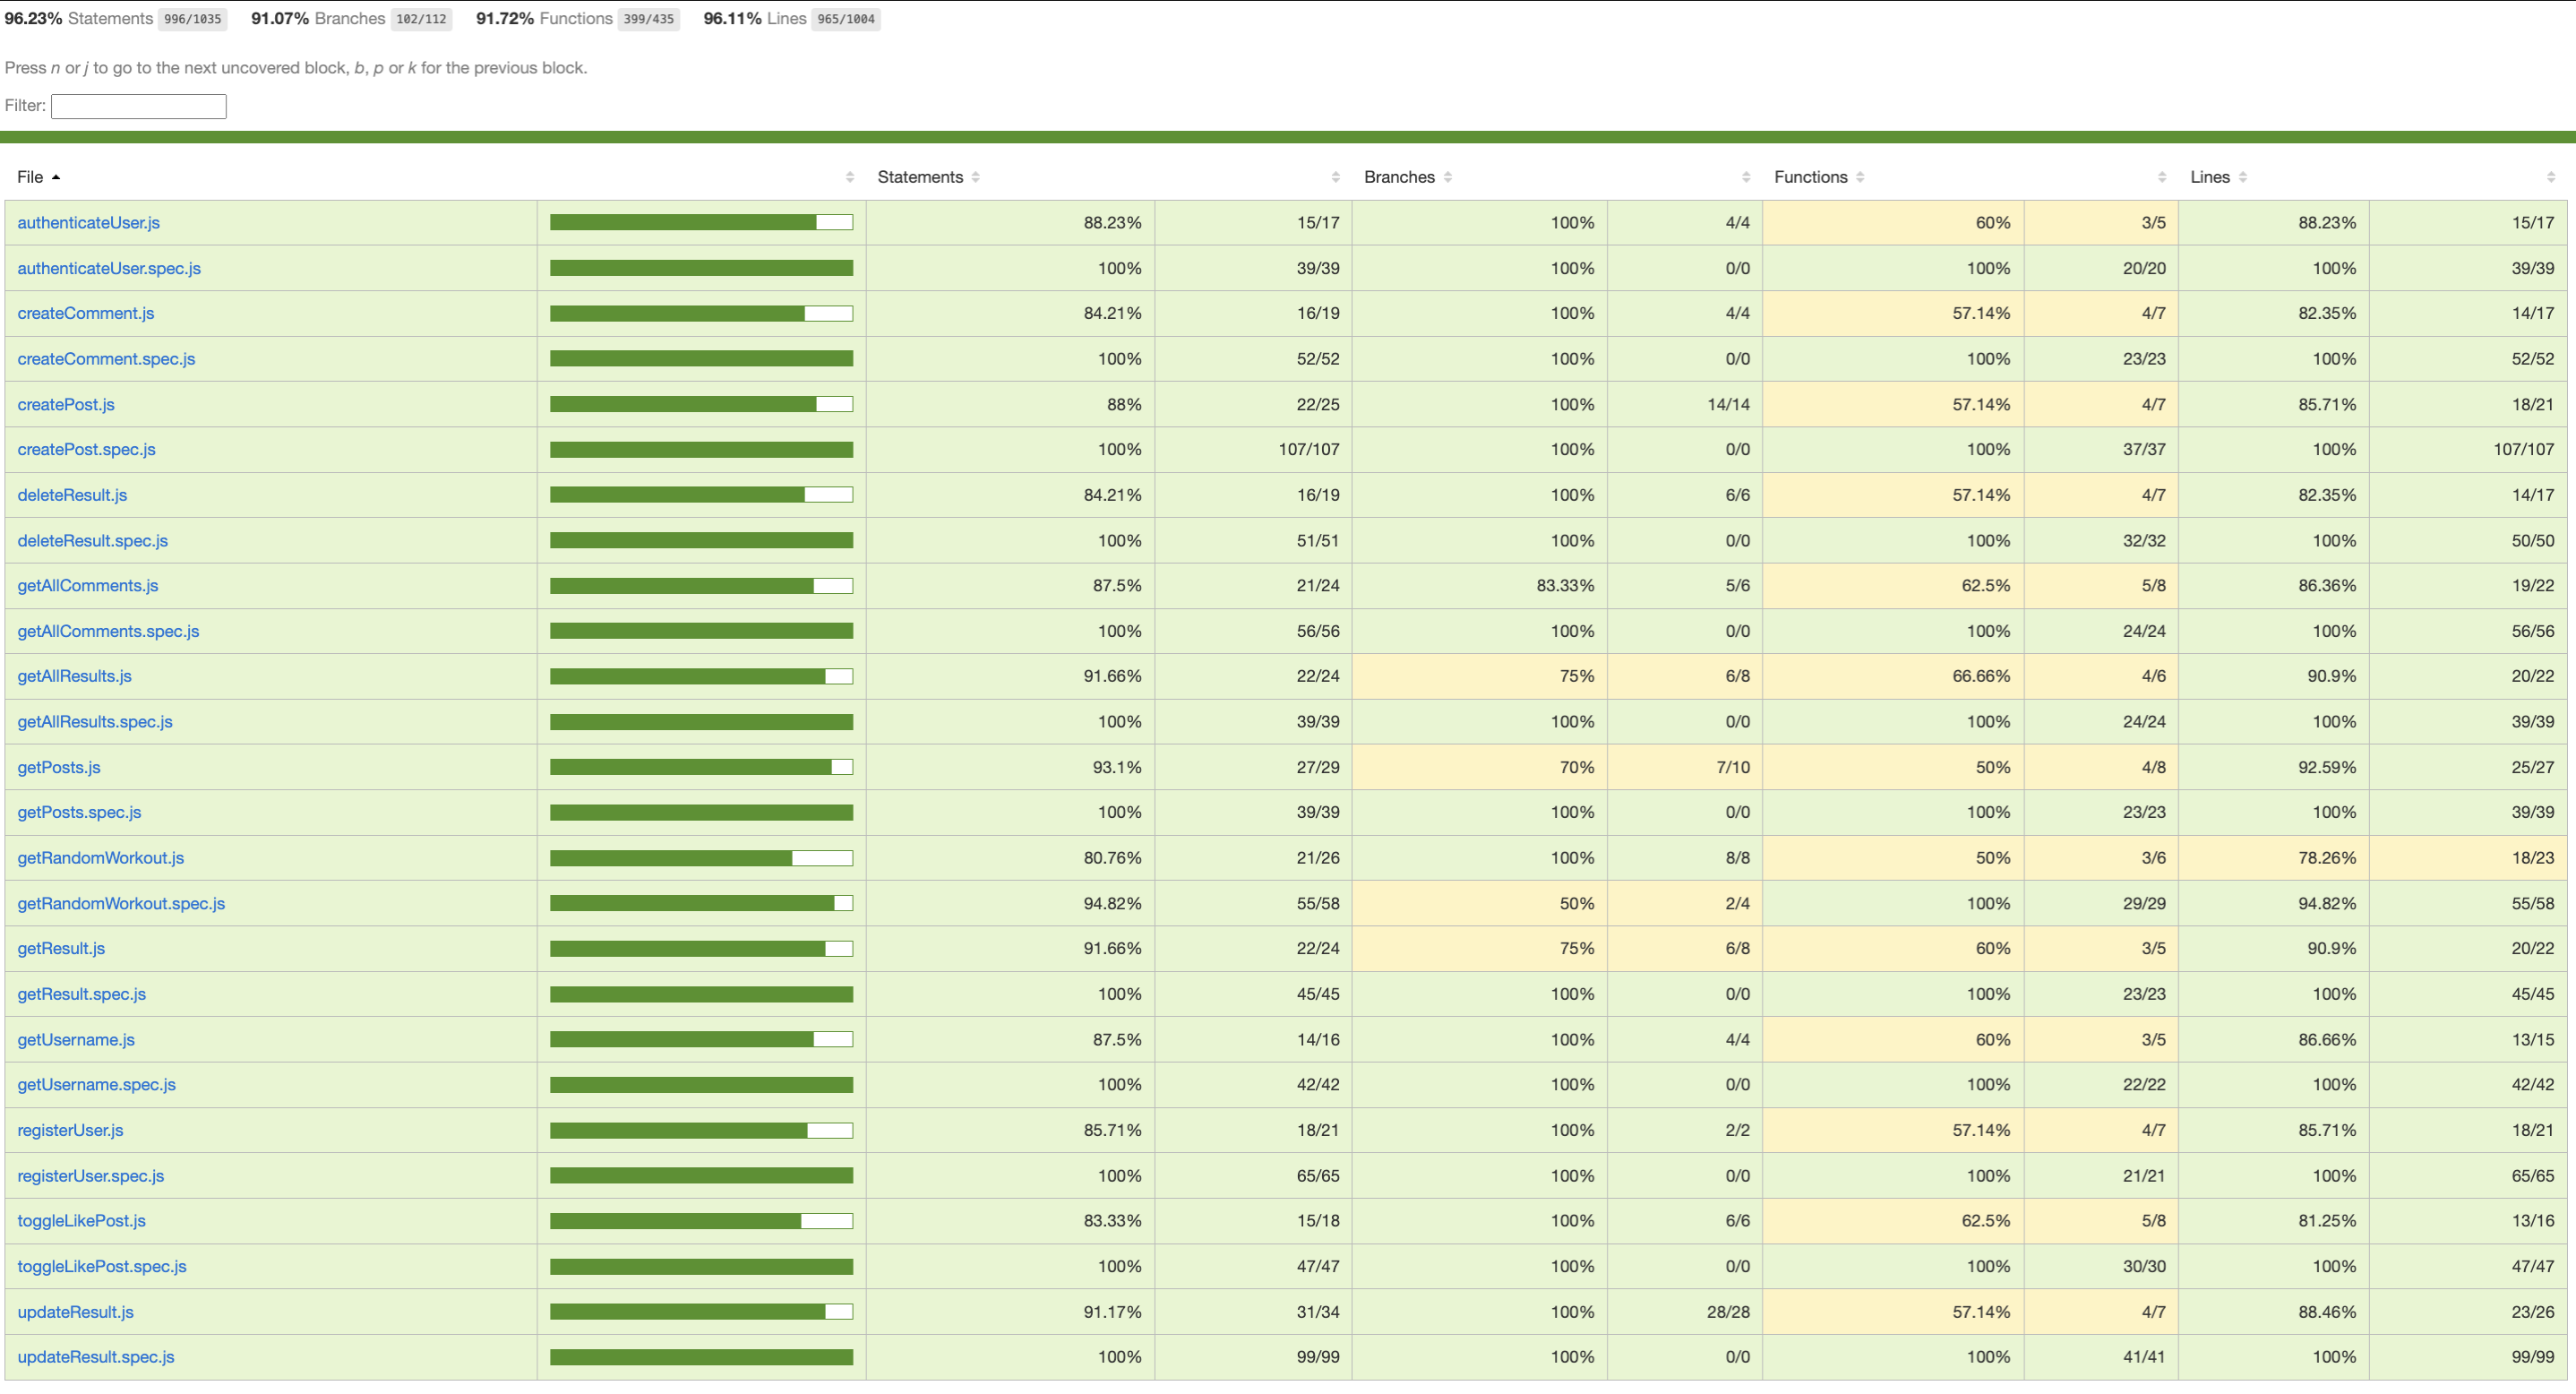 96.23% Statements 996/1035 91.07% Branches 102/112 91.72% Functions 399/435 96.11% Lines 965/1004
Press n or j to go to the next uncovered block, b, p or k for the previous block.
Filter:
File Statements Branches Functions Lines
authenticateUser.js 88.23% 15/17 100% 4/4 60% 3/5 88.23% 15/17
authenticateUser.spec.js 100% 39/39 100% 0/0 100% 20/20 100% 39/39
createComment.js 84.21% 16/19 100% 4/4 57.14% 4/7 82.35% 14/17
createComment.spec.js 100% 52/52 100% 0/0 100% 23/23 100% 52/52
createPost.js 88% 22/25 100% 14/14 57.14% 4/7 85.71% 18/21
createPost.spec.js 100% 107/107 100% 0/0 100% 37/37 100% 107/107
deleteResult.js 84.21% 16/19 100% 6/6 57.14% 4/7 82.35% 14/17
deleteResult.spec.js 100% 51/51 100% 0/0 100% 32/32 100% 50/50
getAllComments.js 87.5% 21/24 83.33% 5/6 62.5% 5/8 86.36% 19/22
getAllComments.spec.js 100% 56/56 100% 0/0 100% 24/24 100% 56/56
getAllResults.js 91.66% 22/24 75% 6/8 66.66% 4/6 90.9% 20/22
getAllResults.spec.js 100% 39/39 100% 0/0 100% 24/24 100% 39/39
getPosts.js 93.1% 27/29 70% 7/10 50% 4/8 92.59% 25/27
getPosts.spec.js 100% 39/39 100% 0/0 100% 23/23 100% 39/39
getRandomWorkout.js 80.76% 21/26 100% 8/8 50% 3/6 78.26% 18/23
getRandomWorkout.spec.js 94.82% 55/58 50% 2/4 100% 29/29 94.82% 55/58
getResult.js 91.66% 22/24 75% 6/8 60% 3/5 90.9% 20/22
getResult.spec.js 100% 45/45 100% 0/0 100% 23/23 100% 45/45
getUsername.js 87.5% 14/16 100% 4/4 60% 3/5 86.66% 13/15
getUsername.spec.js 100% 42/42 100% 0/0 100% 22/22 100% 42/42
registerUser.js 85.71% 18/21 100% 2/2 57.14% 4/7 85.71% 18/21
registerUser.spec.js 100% 65/65 100% 0/0 100% 21/21 100% 65/65
toggleLikePost.js 83.33% 15/18 100% 6/6 62.5% 5/8 81.25% 13/16
toggleLikePost.spec.js 100% 47/47 100% 0/0 100% 30/30 100% 47/47
updateResult.js 91.17% 31/34 100% 28/28 57.14% 4/7 88.46% 23/26
updateResult.spec.js 100% 99/99 100% 0/0 100% 41/41 100% 99/99